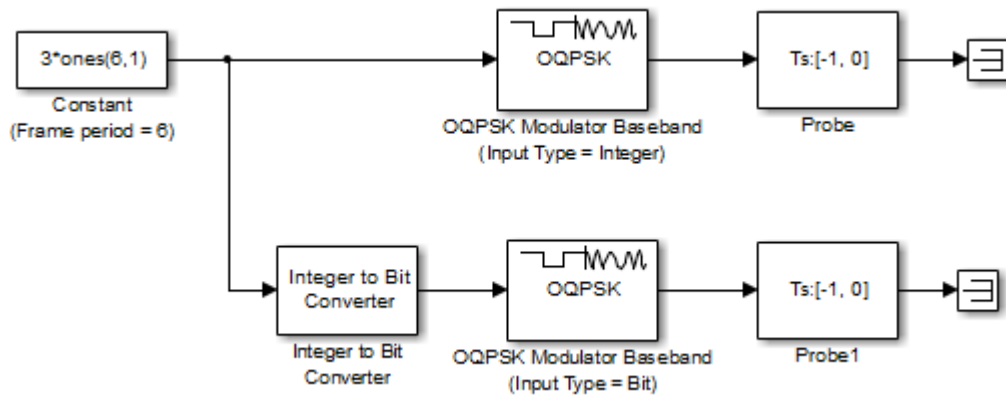 3*ones(6,1)
Constant
(Frame period = 6)
OQPSK
OQPSK Modulator Baseband
(Input Type = Integer)
Ts:[-1, 0]
Probe
Integer to Bit
Converter
Integer to Bit
Converter
OQPSK
OQPSK Modulator Baseband
(Input Type = Bit)
Ts:[-1, 0]
Probe1